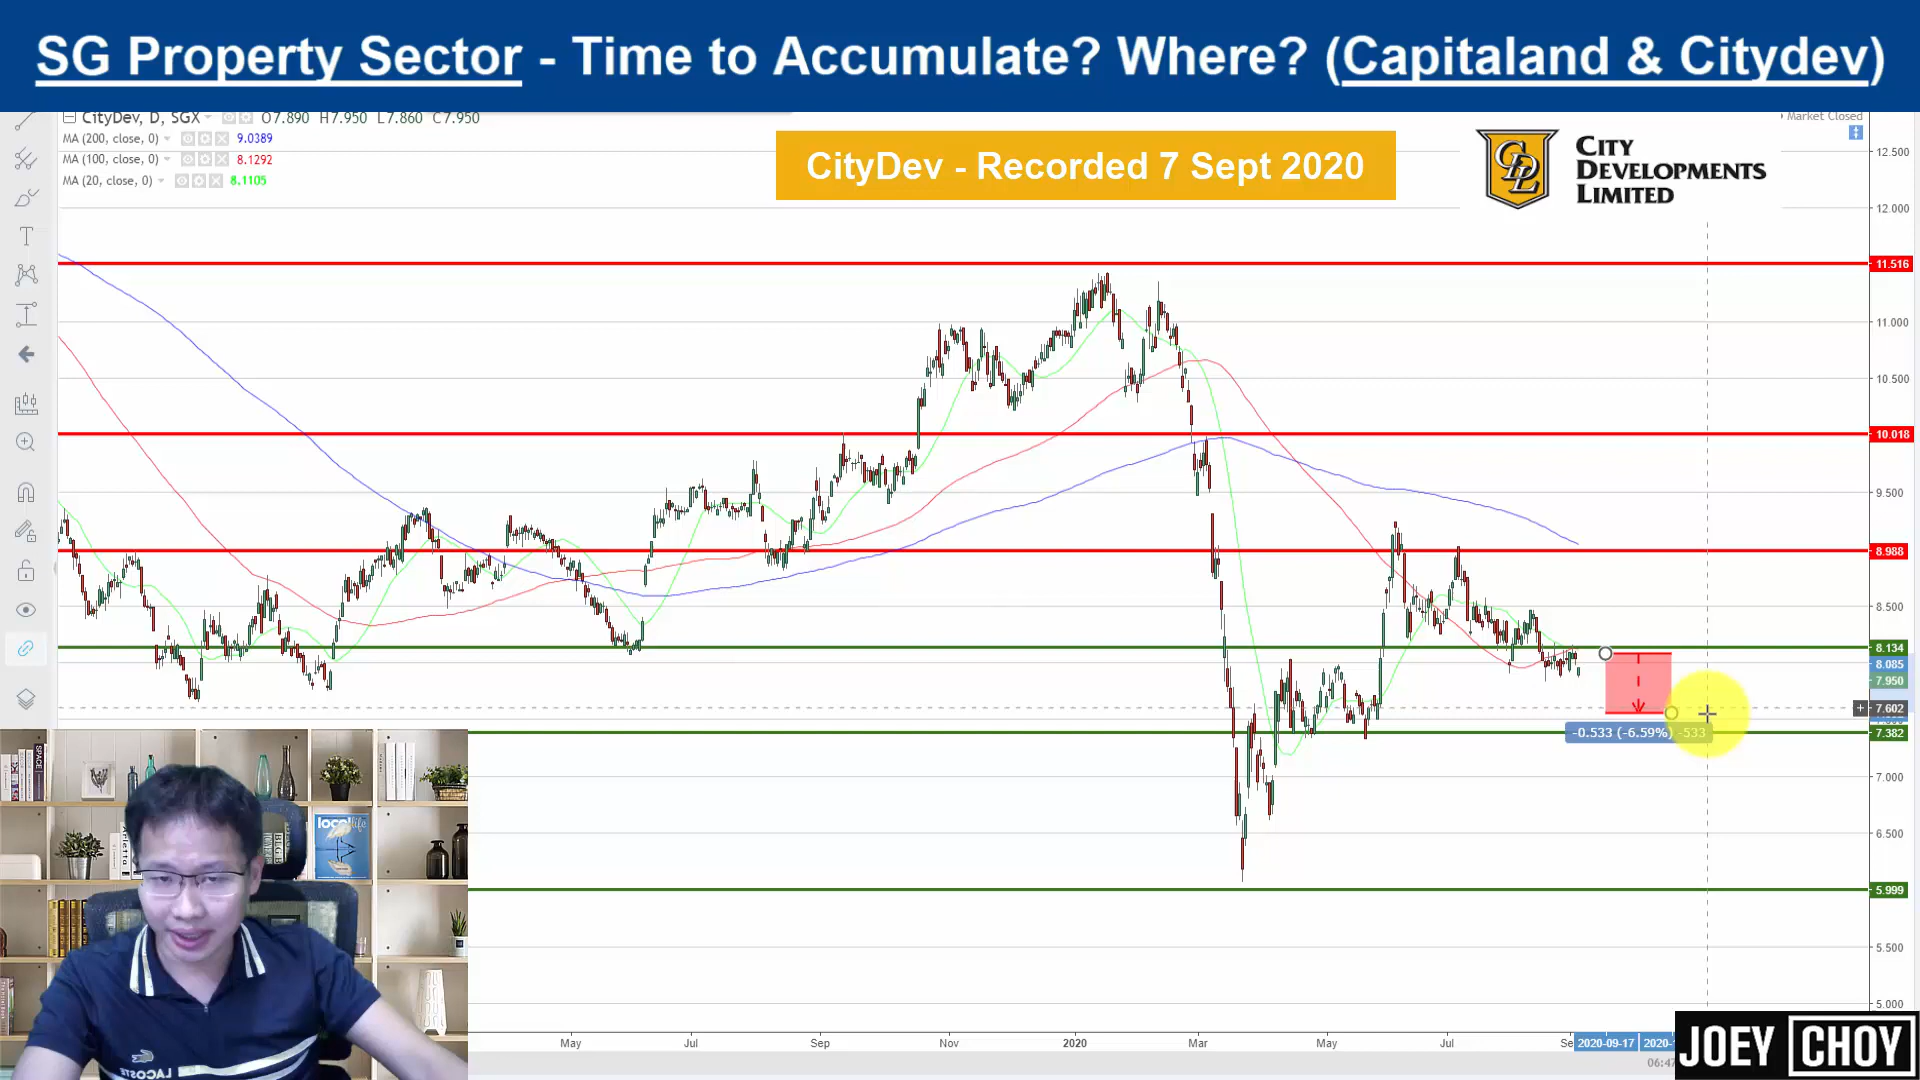 SG Property Sector - Time to Accumulate? Where? (Capitaland & Citydev)
CityDev, D, SGX O7.890 H7.950 L7.860 C7.950
MA (200, close, 0) 9.0389
MA (100, close, 0) 8.1292
MA (20, close, 0) 8.1105
CityDev - Recorded 7 Sept 2020
CDL
CITY
DEVELOPMENTS
LIMITED
Market Closed
12.500
12.000
11.516
11.000
10.500
10.018
9.500
8.988
8.500
8.134
8.085
7.950
7.602
7.382
7.000
6.500
5.999
5.500
5.000
-0.533 (-6.59%) -533
May Jul Sep Nov 2020 Mar May Jul 2020-09-17
SPACE
local life
LACOSTE
JOEY CHOY